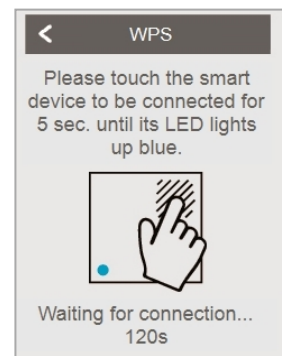 WPS
Please touch the smart
device to be connected for
5 sec. until its LED lights
up blue.
Waiting for connection...
120s